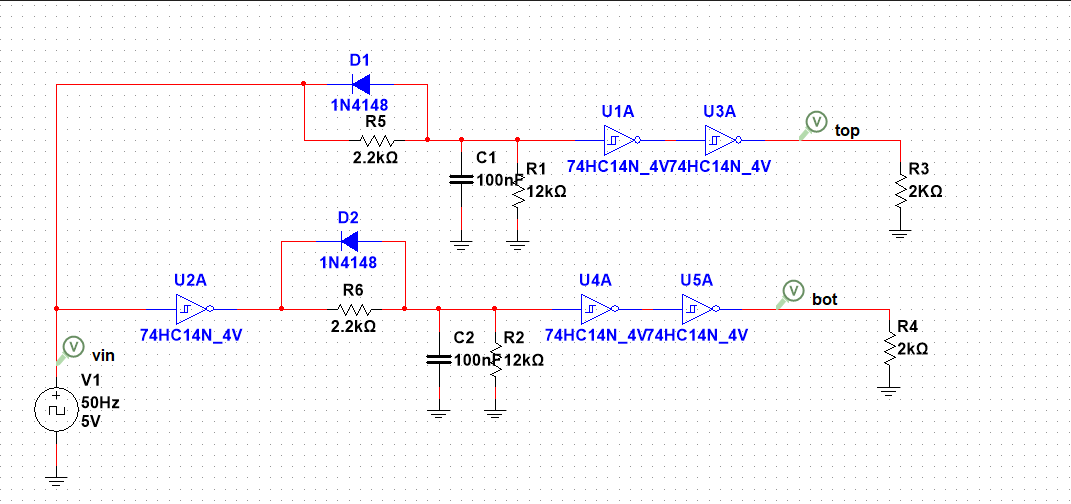 D1
1N4148
R5
2.2kΩ
C1
100nF
R1
12kΩ
U1A
74HC14N_4V
U3A
74HC14N_4V
V
top
R3
2KΩ
D2
1N4148
R6
2.2kΩ
U2A
74HC14N_4V
C2
100nF
R2
12kΩ
U4A
74HC14N_4V
U5A
74HC14N_4V
V
bot
R4
2kΩ
V
vin
V1
50Hz
5V